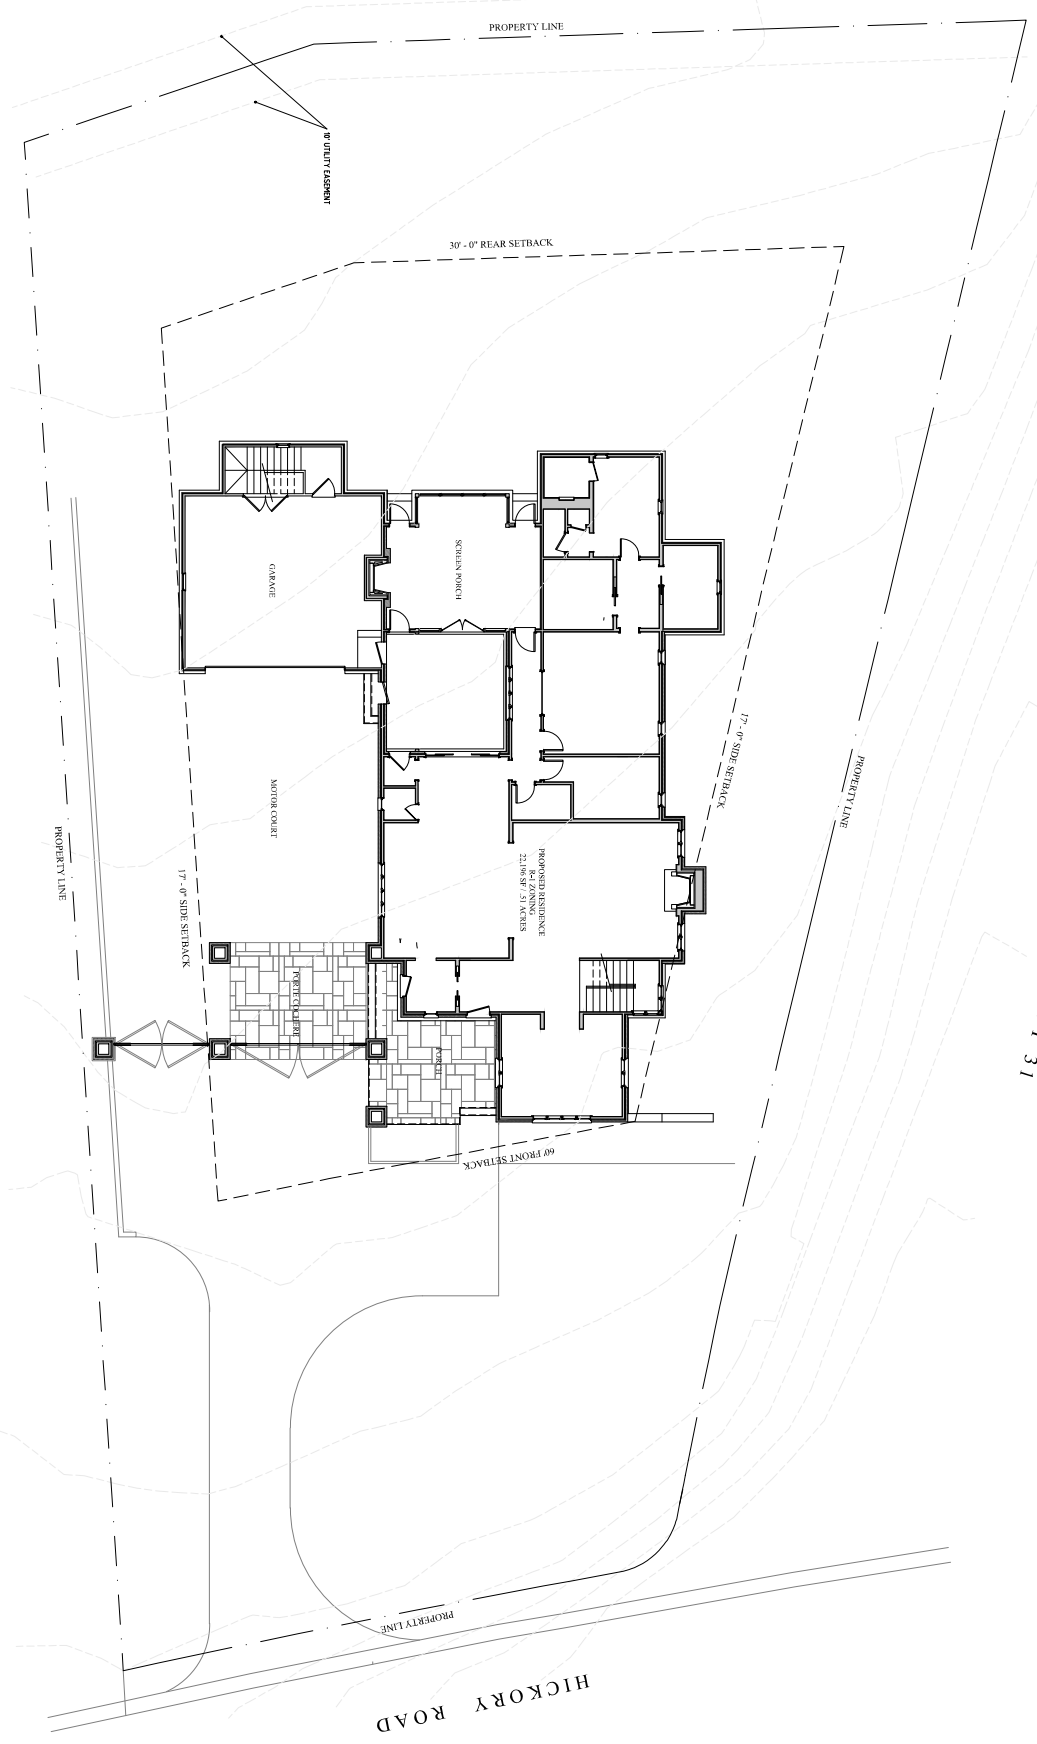 PROPERTY LINE
10' UTILITY EASEMENT
30' - 0" REAR SETBACK
SCREEN PORCH
GARAGE
17' - 0" SIDE SETBACK
PROPERTY LINE
MOTOR COURT
PROPERTY LINE
PROPOSED RESIDENCE
R-1 ZONING
22,196 SF / .51 ACRES
17' - 0" SIDE SETBACK
PORTE COCHERE
PORCH
60' FRONT SETBACK
PROPERTY LINE
HICKORY ROAD